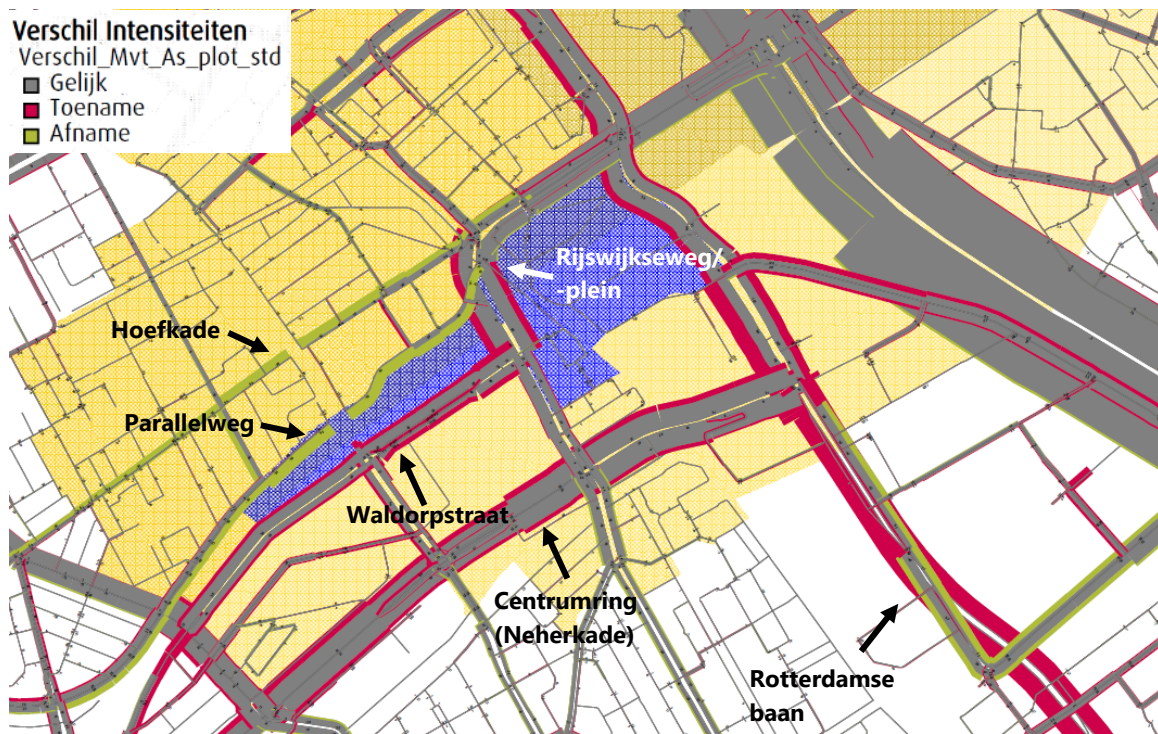 Verschil Intensiteiten
Verschil_Mvt_As_plot_std
Gelijk
Toename
Afname
Rijswijkseweg/
-plein
Hoefkade
Parallelweg
Waldorpstraat
Centrumring
(Neherkade)
Rotterdamse
baan